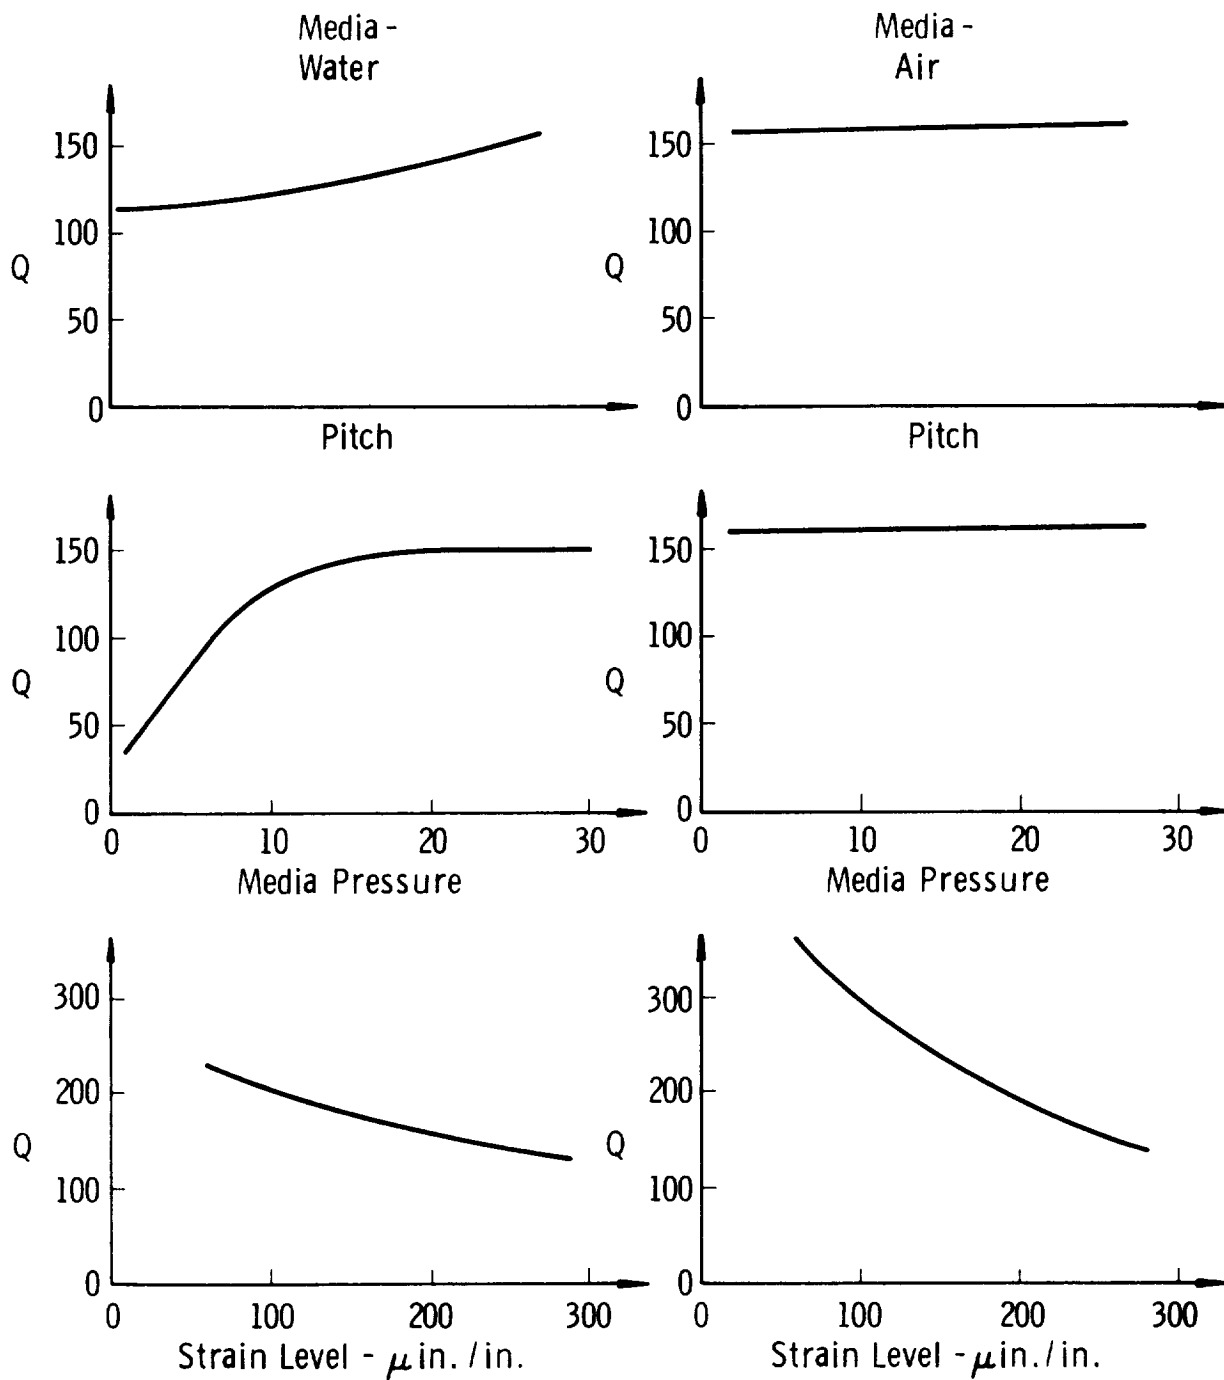 Media -
Water
150
100
Q
50
0
Pitch
Media -
Air
150
100
Q
50
0
Pitch
150
100
Q
50
0
0 10 20 30
Media Pressure
150
100
Q
50
0
0 10 20 30
Media Pressure
300
200
Q
100
0
0 100 200 300
Strain Level - μ in. / in.
300
200
Q
100
0
0 100 200 300
Strain Level - μ in. / in.